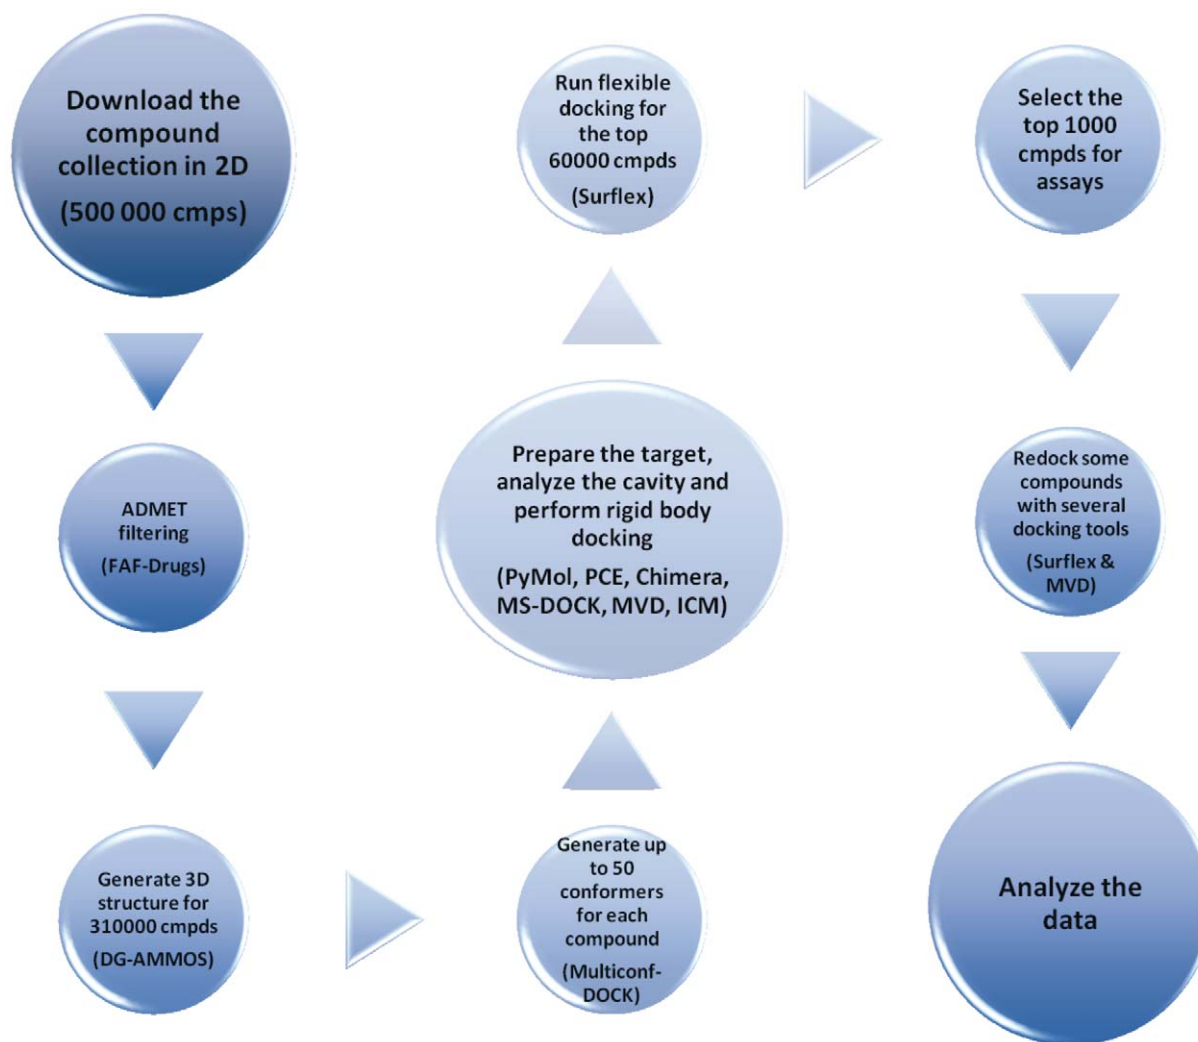 Download the
compound
collection in 2D
(500 000 cmps)
ADMET
filtering
(FAF-Drugs)
Generate 3D
structure for
310000 cmpds
(DG-AMMOS)
Generate up
to 50
conformers
for each
compound
(Multiconf-
DOCK)
Prepare the target,
analyze the cavity and
perform rigid body
docking
(PyMol, PCE, Chimera,
MS-DOCK, MVD, ICM)
Run flexible
docking for
the top
60000 cmpds
(Surflex)
Select the
top 1000
cmpds for
assays
Redock some
compounds
with several
docking tools
(Surflex &
MVD)
Analyze the
data